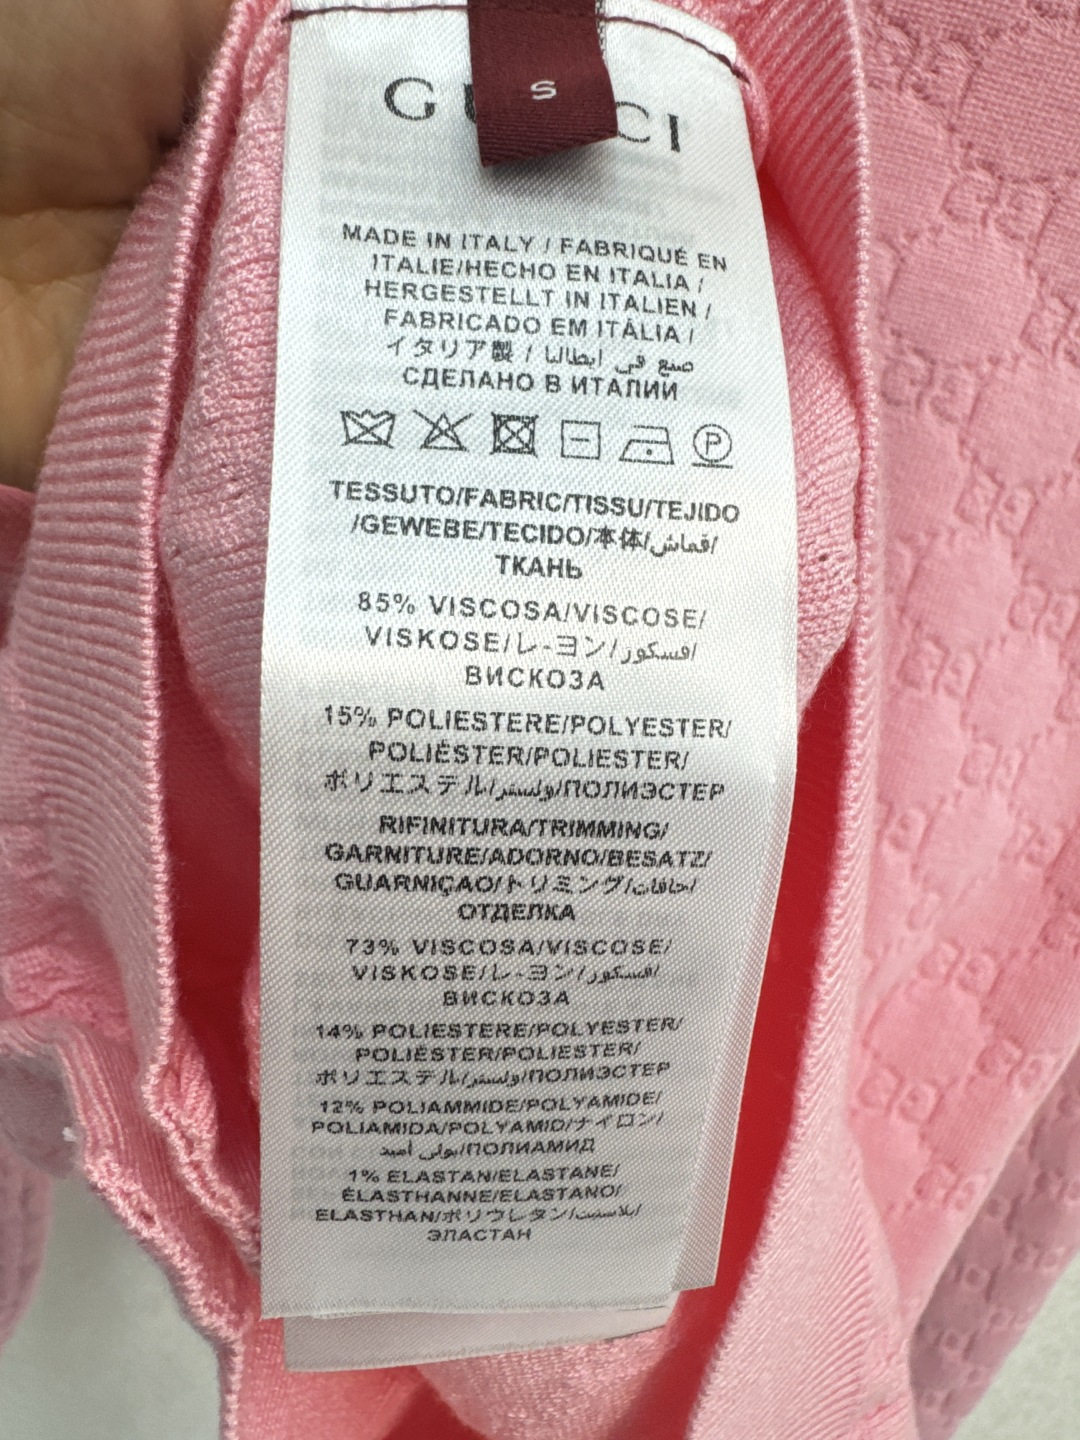 S
GUCCI
MADE IN ITALY / FABRIQUÉ EN
ITALIE/HECHO EN ITALIA /
HERGESTELLT IN ITALIEN /
FABRICADO EM ITÁLIA /
イタリア製 / صنع في ايطاليا
СДЕЛАНО В ИТАЛИИ
P
TESSUTO/FABRIC/TISSU/TEJIDO
/GEWEBE/TECIDO/本体/قماش/
ТКАНЬ
85% VISCOSA/VISCOSE/
VISKOSE/レ-ヨン/فسكوز/
ВИСКОЗА
15% POLIESTERE/POLYESTER/
POLIÉSTER/POLIESTER/
ポリエステル/بولستر/ПОЛИЭСТЕР
RIFINITURA/TRIMMING/
GARNITURE/ADORNO/BESATZ/
GUARNIÇAO/トリミング/حافات/
ОТДЕЛКА
73% VISCOSA/VISCOSE/
VISKOSE/レ-ヨン/فسكوز/
ВИСКОЗА
14% POLIESTERE/POLYESTER/
POLIÉSTER/POLIESTER/
ポリエステル/بولستر/ПОЛИЭСТЕР
12% POLIAMMIDE/POLYAMIDE/
POLIAMIDA/POLYAMID/ナイロン/
بولى أميد/ПОЛИАМИД
1% ELASTAN/ELASTANE/
ÉLASTHANNE/ELASTANO/
ELASTHAN/ポリウレタン/ايلاستيت/
ЭЛАСТАН